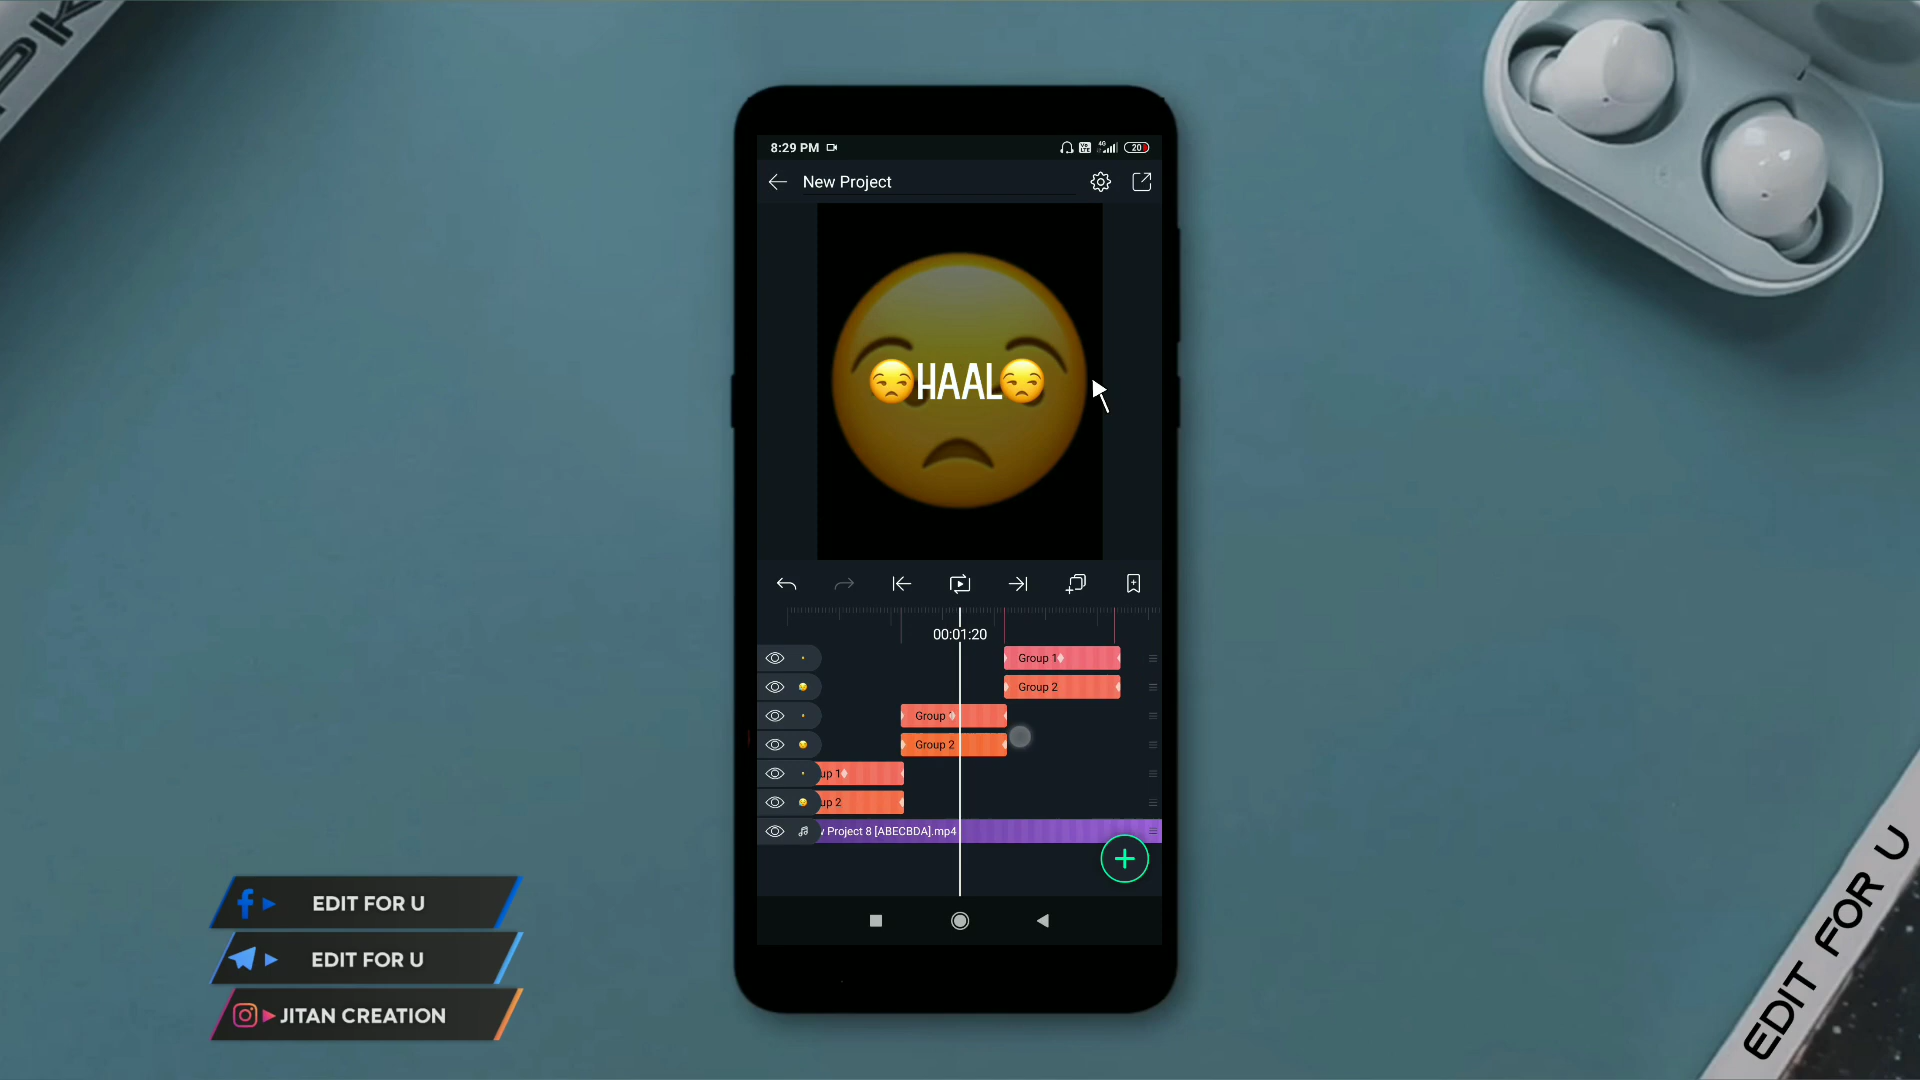 8:29 PM
4G
20
New Project
HAAL
00:01:20
Group 1
Group 2
Group
Group 2
up 1
up 2
Project 8 [ABECBDA].mp4
EDIT FOR U
EDIT FOR U
JITAN CREATION
EDIT FOR U